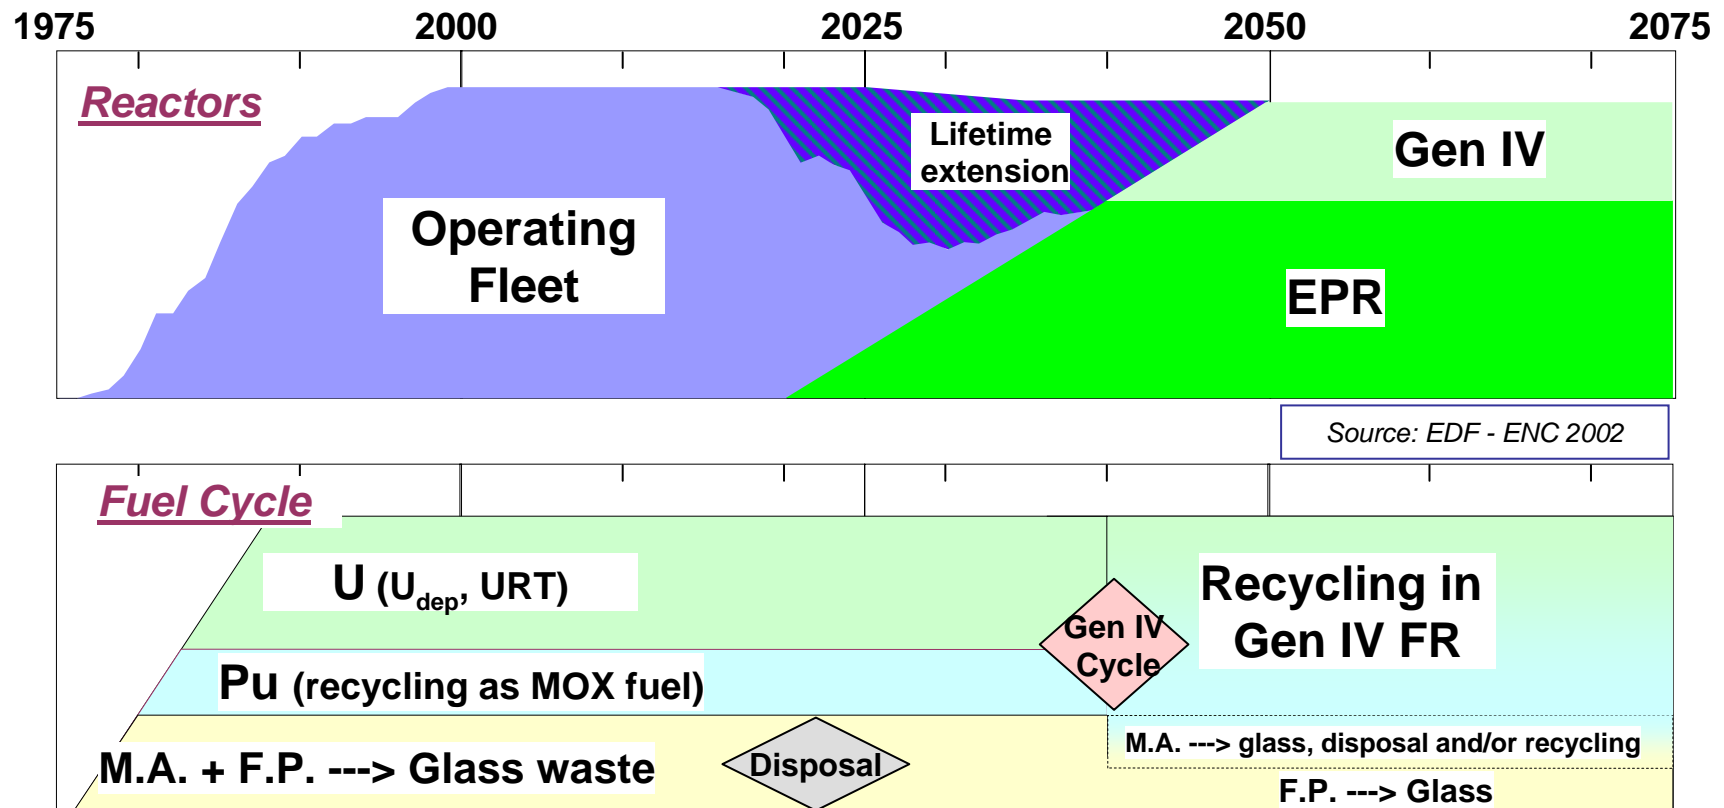 1975 2000 2025 2050 2075
Reactors
Lifetime
extension
Gen IV
Operating
Fleet
EPR
Source: EDF - ENC 2002
Fuel Cycle
U (Udep, URT)
Recycling in
Gen IV FR
Gen IV
Cycle
Pu (recycling as MOX fuel)
M.A. + F.P. ---> Glass waste
Disposal
M.A. ---> glass, disposal and/or recycling
F.P. ---> Glass